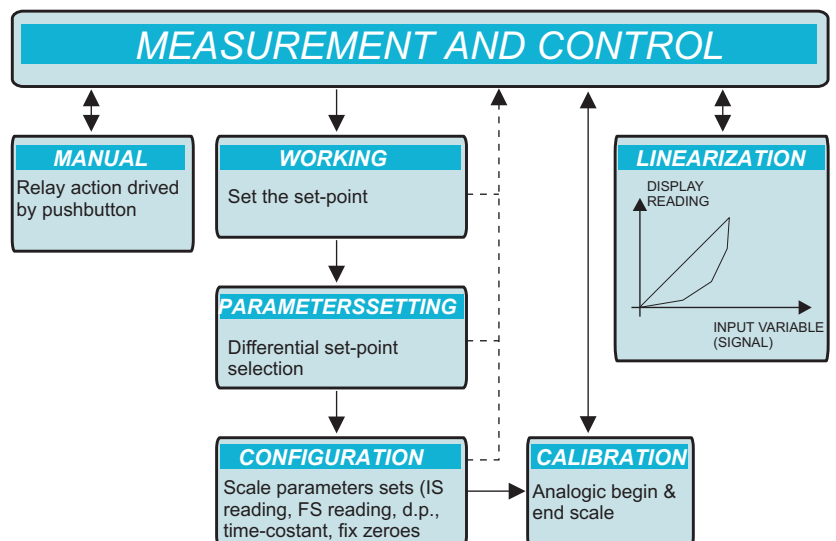 MEASUREMENT AND CONTROL
MANUAL
Relay action drived
by pushbutton
WORKING
Set the set-point
LINEARIZATION
DISPLAY
READING
INPUT VARIABLE
(SIGNAL)
PARAMETERSSETTING
Differential set-point
selection
CONFIGURATION
Scale parameters sets (IS
reading, FS reading, d.p.,
time-costant, fix zeroes
CALIBRATION
Analogic begin &
end scale